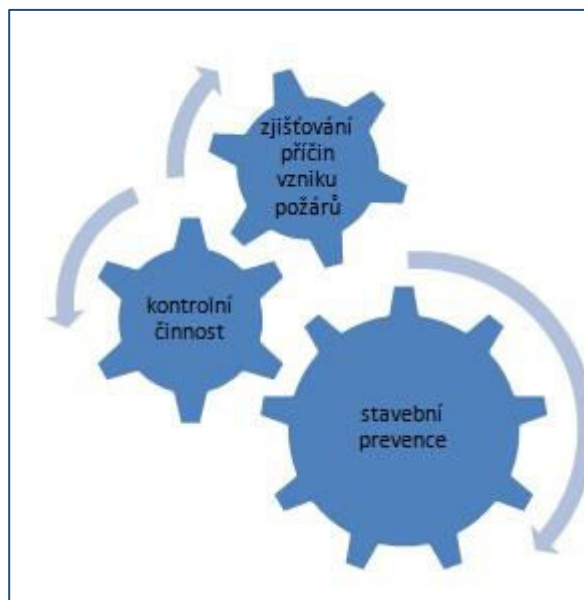 zjišťování
příčin
vzniku
požárů
kontrolní
činnost
stavební
prevence